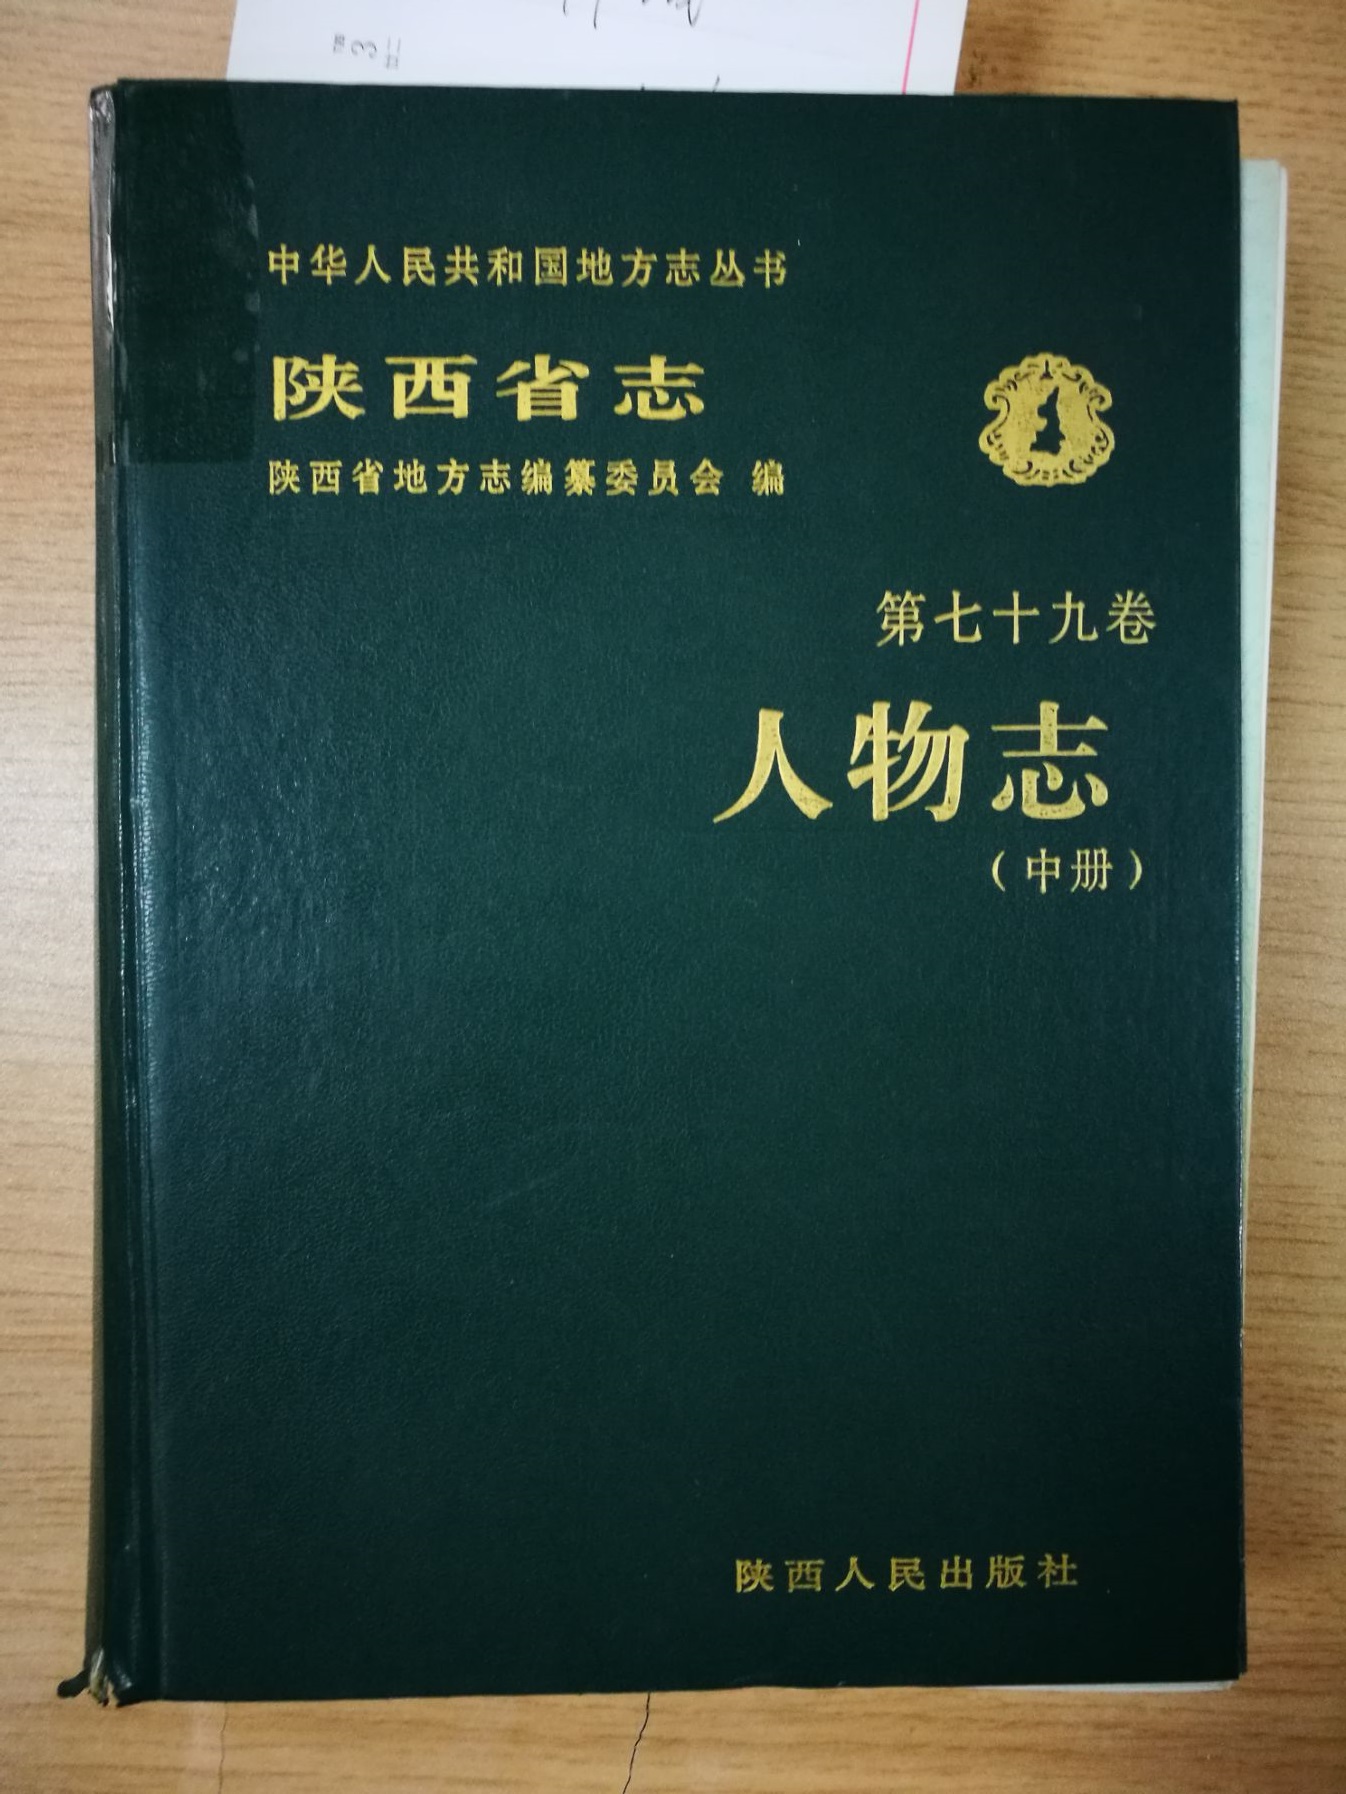 中华人民共和国地方志丛书
陕西省志
陕西省地方志编纂委员会 编
第七十九卷
人物志
（中册）
陕西人民出版社